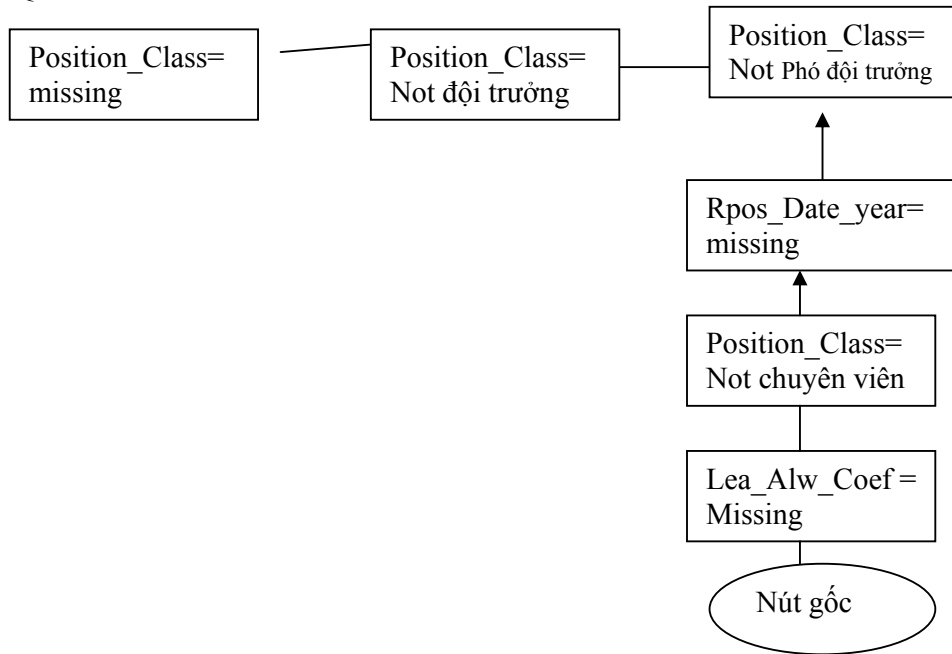 Position_Class=
missing
Position_Class=
Not đội trưởng
Position_Class=
Not Phó đội trưởng
Rpos_Date_year=
missing
Position_Class=
Not chuyên viên
Lea_Alw_Coef =
Missing
Nút gốc